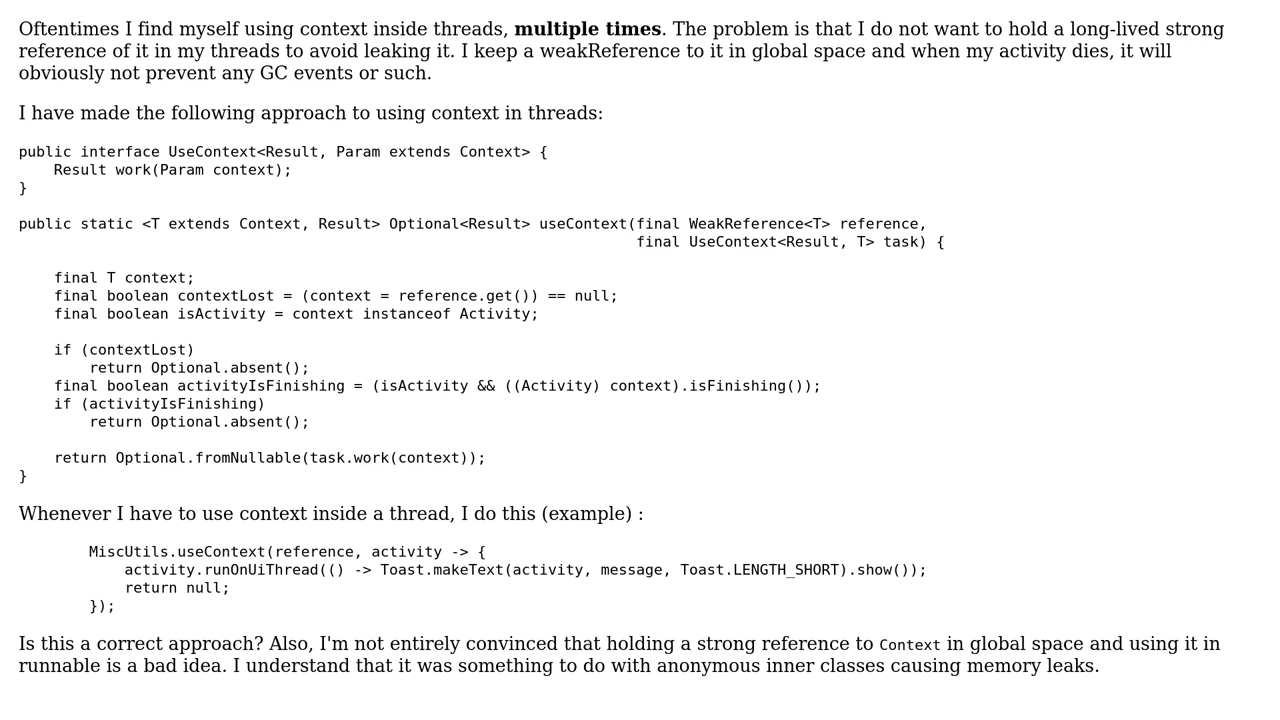 Oftentimes I find myself using context inside threads, multiple times. The problem is that I do not want to hold a long-lived strong
reference of it in my threads to avoid leaking it. I keep a weakReference to it in global space and when my activity dies, it will
obviously not prevent any GC events or such.
I have made the following approach to using context in threads:
public interface UseContext<Result, Param extends Context> {
    Result work(Param context);
}
public static <T extends Context, Result> Optional<Result> useContext(final WeakReference<T> reference,
                                                                      final UseContext<Result, T> task) {
    final T context;
    final boolean contextLost = (context = reference.get()) == null;
    final boolean isActivity = context instanceof Activity;
    if (contextLost)
        return Optional.absent();
    final boolean activityIsFinishing = (isActivity && ((Activity) context).isFinishing());
    if (activityIsFinishing)
        return Optional.absent();
    return Optional.fromNullable(task.work(context));
}
Whenever I have to use context inside a thread, I do this (example) :
        MiscUtils.useContext(reference, activity -> {
            activity.runOnUiThread(() -> Toast.makeText(activity, message, Toast.LENGTH_SHORT).show());
            return null;
        });
Is this a correct approach? Also, I'm not entirely convinced that holding a strong reference to Context in global space and using it in
runnable is a bad idea. I understand that it was something to do with anonymous inner classes causing memory leaks.